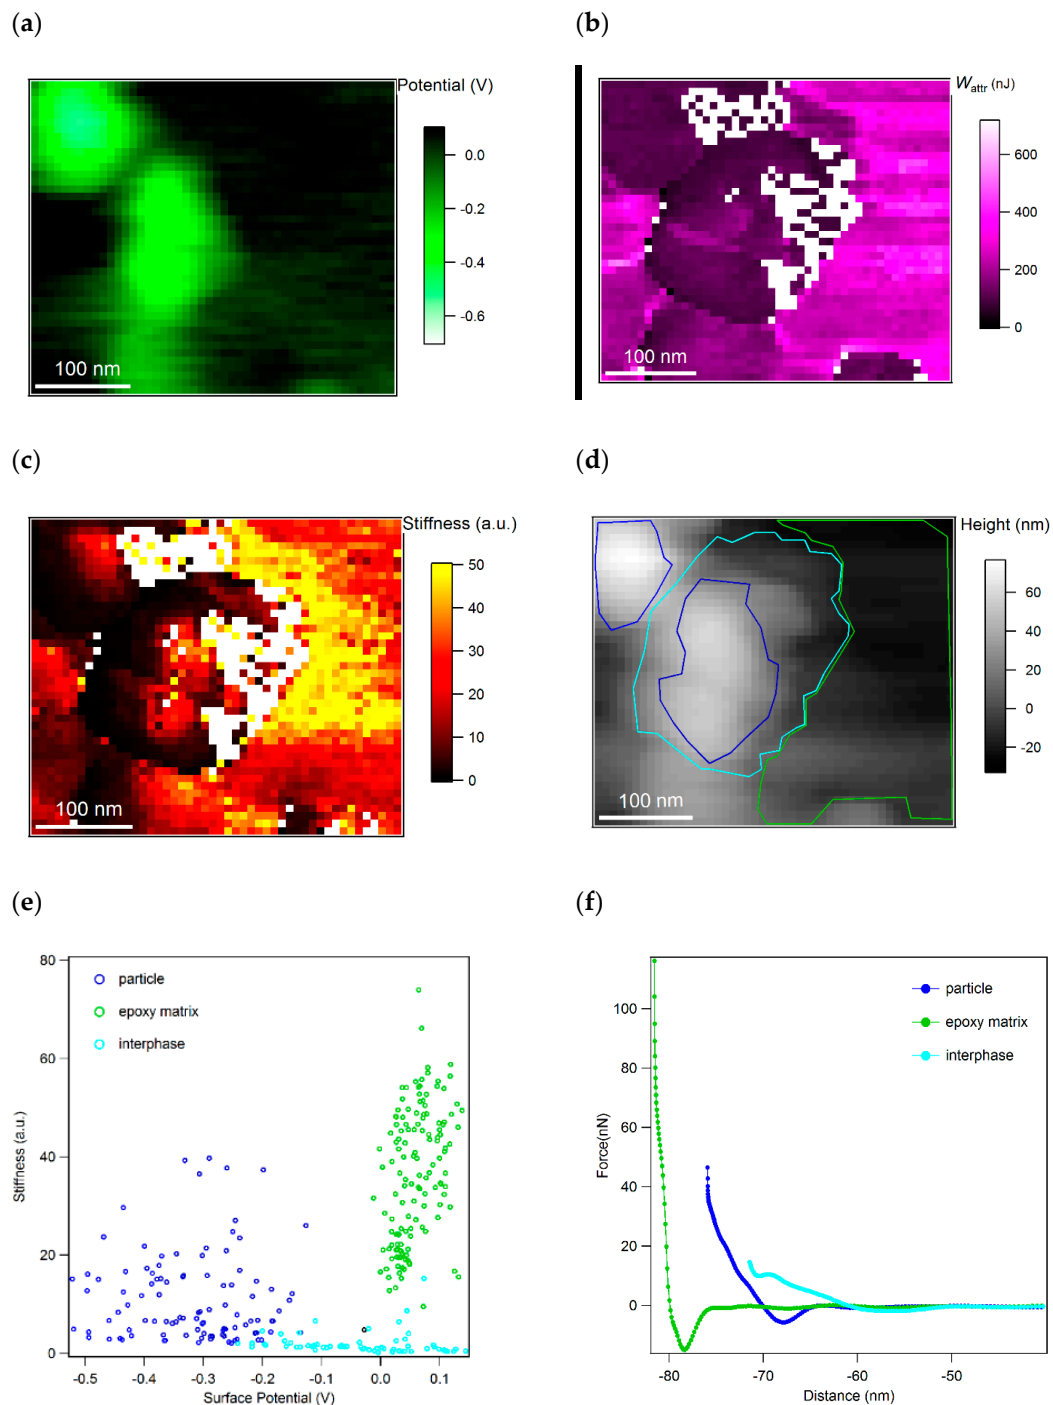 (a)
Potential (V)
0.0
-0.2
-0.4
-0.6
100 nm
(b)
Wattr (nJ)
600
400
200
0
100 nm
(c)
Stiffness (a.u.)
50
40
30
20
10
0
100 nm
(d)
Height (nm)
60
40
20
0
-20
100 nm
(e)
80
60
40
20
0
Stiffness (a.u.)
particle
epoxy matrix
interphase
-0.5 -0.4 -0.3 -0.2 -0.1 0.0 0.1
Surface Potential (V)
(f)
100
80
60
40
20
0
Force(nN)
particle
epoxy matrix
interphase
-80 -70 -60 -50
Distance (nm)